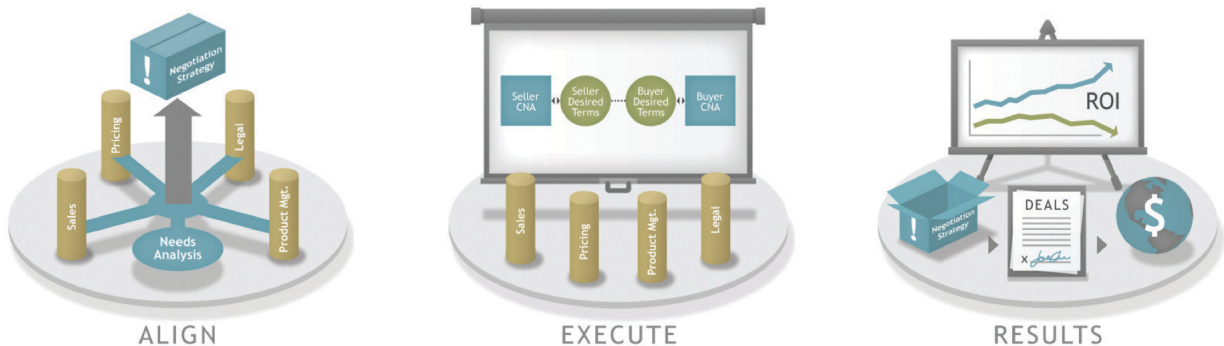 !
Negotiation
Strategy
Pricing
Legal
Sales
Product Mgt.
Needs
Analysis
ALIGN
Seller
CNA
Seller
Desired
Terms
Buyer
Desired
Terms
Buyer
CNA
Sales
Pricing
Product Mgt.
Legal
EXECUTE
ROI
!
Negotiation
Strategy
DEALS
X
$
RESULTS